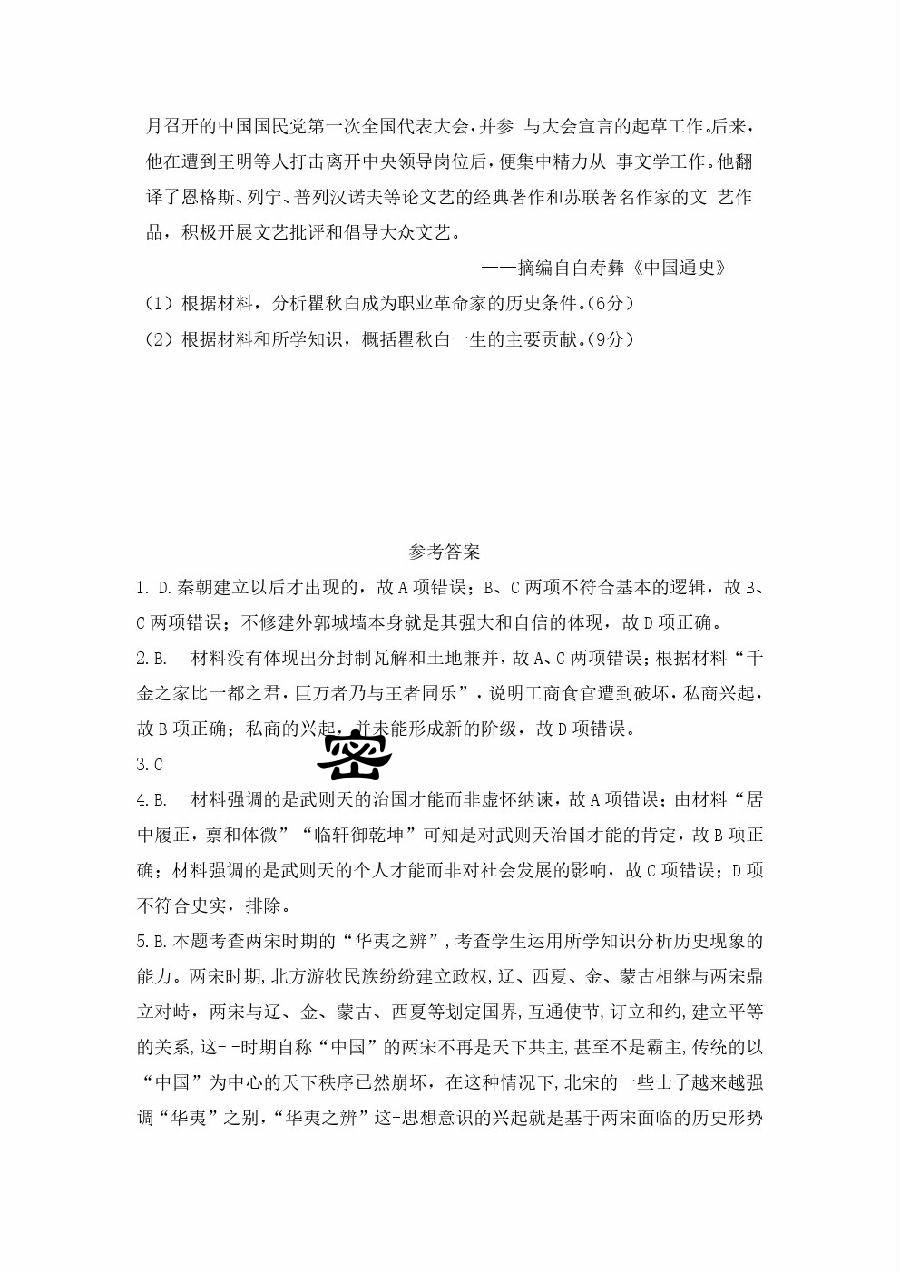 月召开的中国国民党第一次全国代表大会,并参 与大会宣言的起草工作。后来,
他在遭到王明等人打击离开中央领导岗位后,便集中精力从 事文学工作。他翻
译了恩格斯、列宁、普列汉诺夫等论文艺的经典著作和苏联著名作家的文 艺作
品，积极开展文艺批评和倡导大众文艺。
——摘编自白寿彝《中国通史》
(1) 根据材料，分析瞿秋白成为职业革命家的历史条件.(6分)
(2) 根据材料和所学知识，概括瞿秋白一生的主要贡献.(9分)
参考答案
1. D.秦朝建立以后才出现的，故A项错误；B、C两项不符合基本的逻辑，故B、
C两项错误；不修建外郭城墙本身就是其强大和自信的体现，故D项正确。
2.B. 材料没有体现出分封制瓦解和土地兼并，故A、C两项错误；根据材料“千
金之家比一都之君，巨万者乃与王者同乐”，说明工商食官遭到破坏，私商兴起，
故B项正确；私商的兴起，并未能形成新的阶级，故D项错误。
密
3.C
4.B. 材料强调的是武则天的治国才能而非虚怀纳谏，故A项错误；由材料“居
中履正，禀和体微”“临轩御乾坤”可知是对武则天治国才能的肯定，故B项正
确；材料强调的是武则天的个人才能而非对社会发展的影响，故C项错误；D项
不符合史实，排除。
5.B.本题考查两宋时期的“华夷之辨”,考查学生运用所学知识分析历史现象的
能力。两宋时期,北方游牧民族纷纷建立政权,辽、西夏、金、蒙古相继与两宋鼎
立对峙，两宋与辽、金、蒙古、西夏等划定国界,互通使节,订立和约,建立平等
的关系,这--时期自称“中国”的两宋不再是天下共主,甚至不是霸主,传统的以
“中国”为中心的天下秩序已然崩坏，在这种情况下,北宋的一些士了越来越强
调“华夷”之别，“华夷之辨”这-思想意识的兴起就是基于两宋面临的历史形势